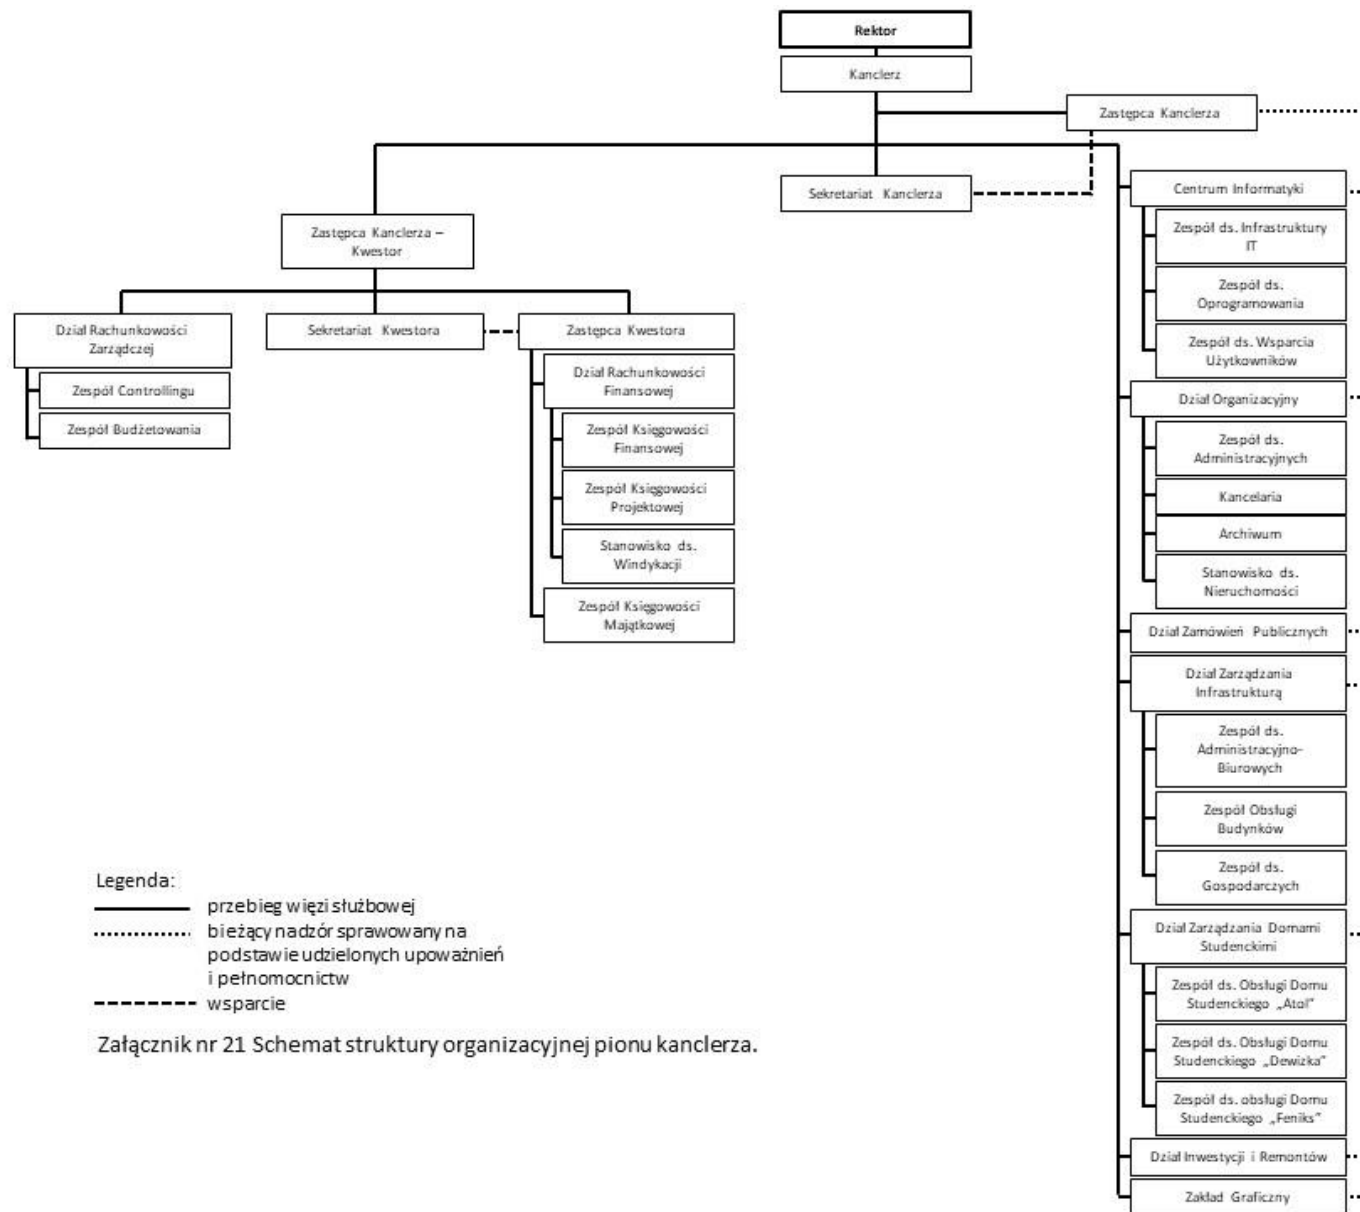 Rektor
Kanclerz
Zastępca Kanclerza
Sekretariat Kanclerza
Zastępca Kanclerza –
Kwestor
Dział Rachunkowości
Zarządczej
Zespół Controllingu
Zespół Budżetowania
Sekretariat Kwestora
Zastępca Kwestora
Dział Rachunkowości
Finansowej
Zespół Księgowości
Finansowej
Zespół Księgowości
Projektowej
Stanowisko ds.
Windykacji
Zespół Księgowości
Majątkowej
Centrum Informatyki
Zespół ds. Infrastruktury
IT
Zespół ds.
Oprogramowania
Zespół ds. Wsparcia
Użytkowników
Dział Organizacyjny
Zespół ds.
Administracyjnych
Kancelaria
Archiwum
Stanowisko ds.
Nieruchomości
Dział Zamówień Publicznych
Dział Zarządzania
Infrastrukturą
Zespół ds.
Administracyjno-
Biurowych
Zespół Obsługi
Budynków
Zespół ds.
Gospodarczych
Dział Zarządzania Domami
Studenckimi
Zespół ds. Obsługi Domu
Studenckiego „Atol”
Zespół ds. Obsługi Domu
Studenckiego „Dewizka”
Zespół ds. obsługi Domu
Studenckiego „Feniks”
Dział Inwestycji i Remontów
Zakład Graficzny
Legenda:
przebieg więzi służbowej
bieżący nadzór sprawowany na
podstawie udzielonych upoważnień
i pełnomocnictw
wsparcie
Załącznik nr 21 Schemat struktury organizacyjnej pionu kanclerza.